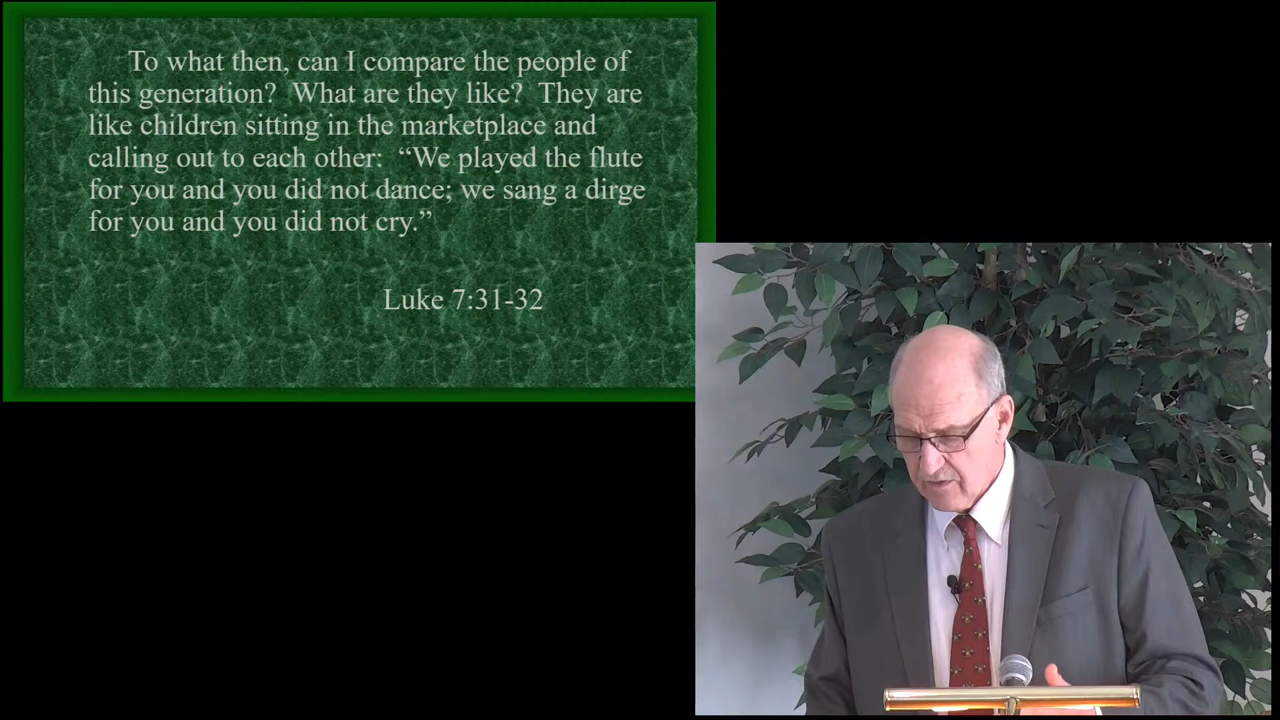 To what then, can I compare the people of
this generation? What are they like? They are
like children sitting in the marketplace and
calling out to each other: “We played the flute
for you and you did not dance; we sang a dirge
for you and you did not cry.”
Luke 7:31-32